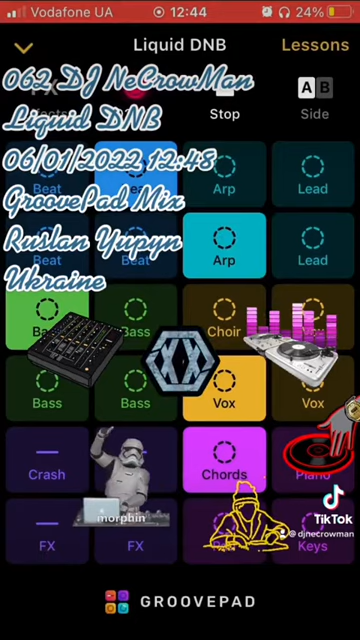 Vodafone UA
12:44
24%
Liquid DNB
Lessons
062 DJ NeCrowMan
Liquid DNB
06/01/2022 12:48
GroovePad Mix
Ruslan Yupyn
Ukraine
Stop
A B
Side
Beat
Arp
Lead
Beat
Beat
Arp
Lead
Bass
Choir
Vox
Bass
Bass
Vox
Vox
Crash
Chords
Piano
morphin
FX
FX
Keys
TikTok
@djnecrowman
GROOVEPAD